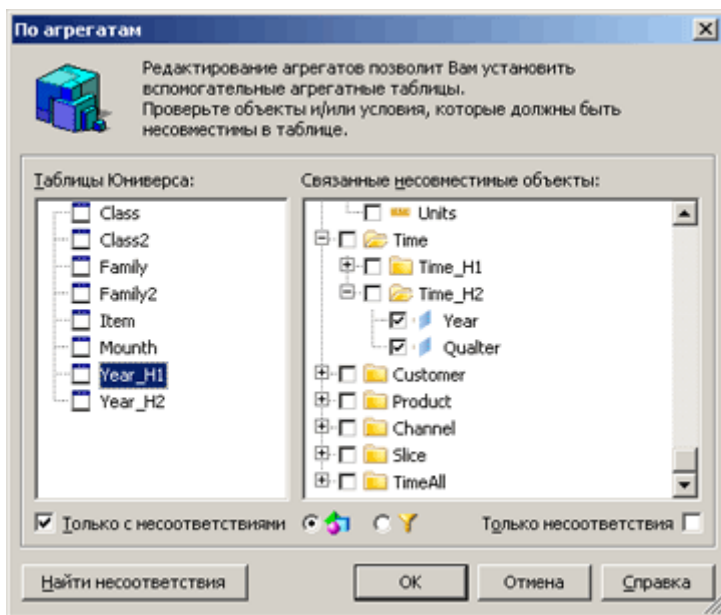 По агрегатам
Редактирование агрегатов позволит Вам установить
вспомогательные агрегатные таблицы.
Проверьте объекты и/или условия, которые должны быть
несовместимы в таблице.
Таблицы Юниверса:
Class
Class2
Family
Family2
Item
Mounth
Year_H1
Year_H2
Связанные несовместимые объекты:
Units
Time
Time_H1
Time_H2
Year
Qualter
Customer
Product
Channel
Slice
TimeAll
Только с несоответствиями
Только несоответствия
Найти несоответствия
OK
Отмена
Справка